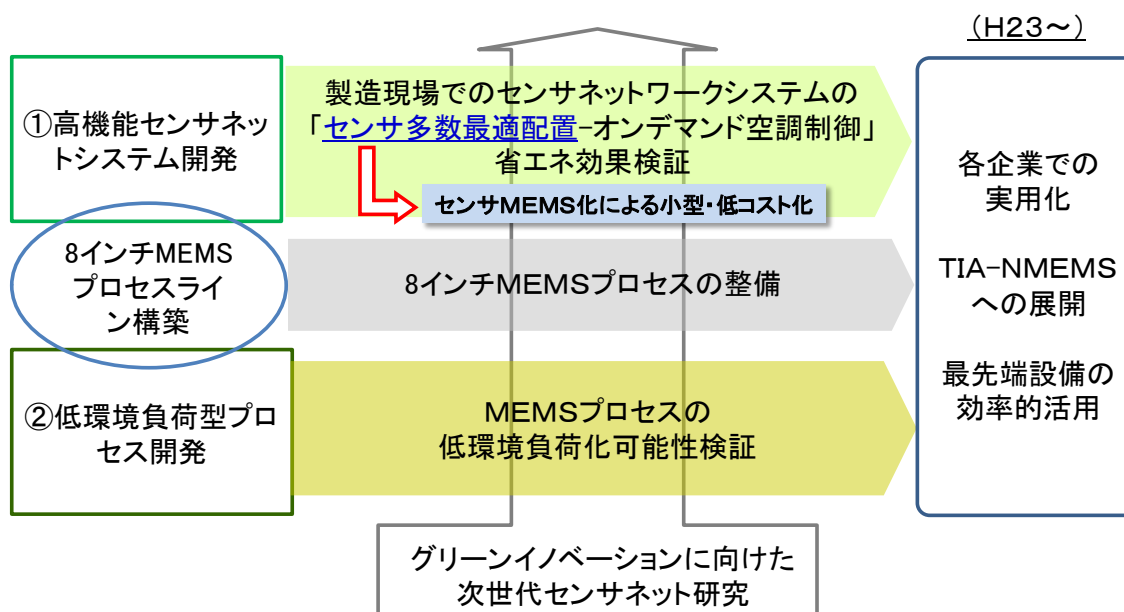 (H23～)
①高機能センサネッ
トシステム開発
製造現場でのセンサネットワークシステムの
「センサ多数最適配置-オンデマンド空調制御」
省エネ効果検証
センサMEMS化による小型・低コスト化
8インチMEMS
プロセスライ
ン構築
8インチMEMSプロセスの整備
②低環境負荷型プロ
セス開発
MEMSプロセスの
低環境負荷化可能性検証
各企業での
実用化
TIA-NMEMS
への展開
最先端設備の
効率的活用
グリーンイノベーションに向けた
次世代センサネット研究